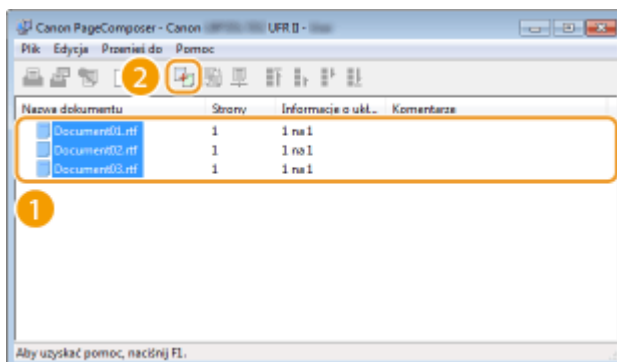 Canon PageComposer - Canon UFR II -
Plik Edycja Przenieś do Pomoc
2
Nazwa dokumentu Strony Informacje o ukł... Komentarze
Document01.rtf 1 1 na 1
Document02.rtf 1 1 na 1
Document03.rtf 1 1 na 1
1
Aby uzyskać pomoc, naciśnij F1.